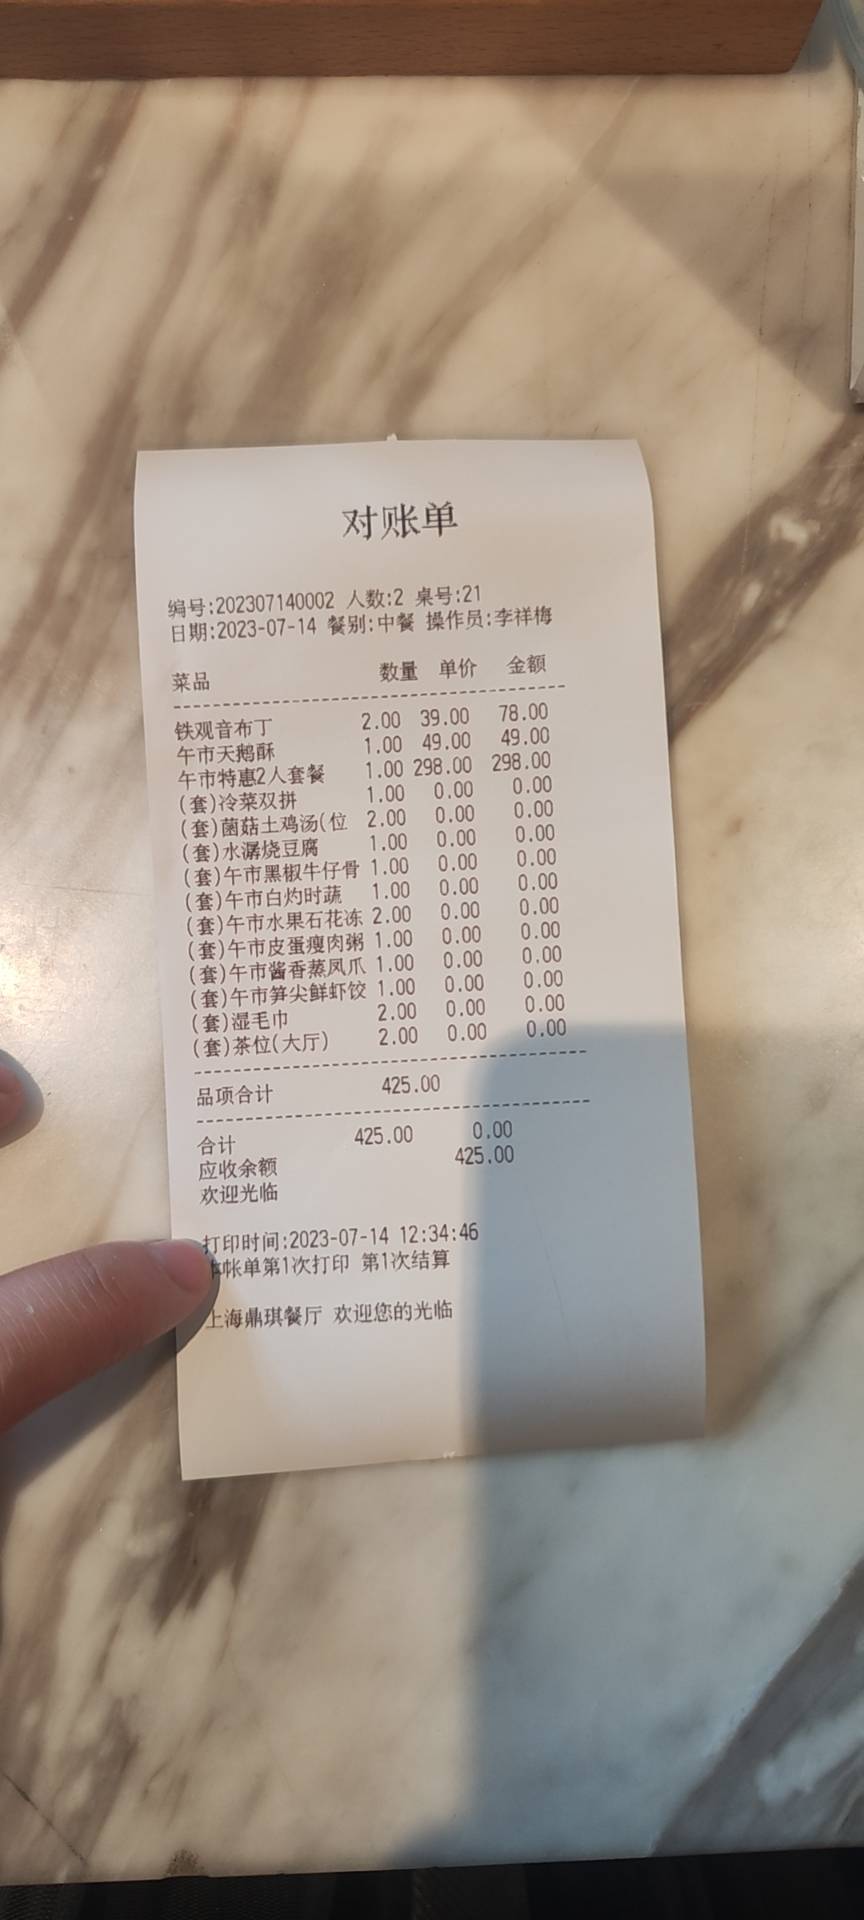 对账单
编号:202307140002 人数:2 桌号:21
日期:2023-07-14 餐别:中餐 操作员:李祥梅
菜品 数量 单价 金额
铁观音布丁 2.00 39.00 78.00
午市天鹅酥 1.00 49.00 49.00
午市特惠2人套餐 1.00 298.00 298.00
(套)冷菜双拼 1.00 0.00 0.00
(套)菌菇土鸡汤(位 2.00 0.00 0.00
(套)水潺烧豆腐 1.00 0.00 0.00
(套)午市黑椒牛仔骨 1.00 0.00 0.00
(套)午市白灼时蔬 1.00 0.00 0.00
(套)午市水果石花冻 2.00 0.00 0.00
(套)午市皮蛋瘦肉粥 1.00 0.00 0.00
(套)午市酱香蒸凤爪 1.00 0.00 0.00
(套)午市笋尖鲜虾饺 1.00 0.00 0.00
(套)湿毛巾 2.00 0.00 0.00
(套)茶位(大厅) 2.00 0.00 0.00
品项合计 425.00
合计 425.00 0.00
应收余额 425.00
欢迎光临
打印时间:2023-07-14 12:34:46
本帐单第1次打印 第1次结算
上海鼎琪餐厅 欢迎您的光临